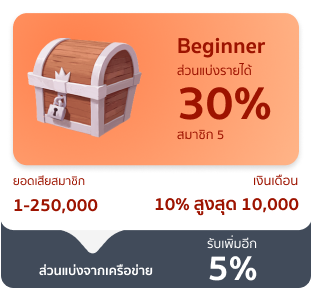 Beginner
ส่วนแบ่งรายได้
30%
สมาชิก 5
ยอดเสียสมาชิก
เงินเดือน
1-250,000
10% สูงสุด 10,000
รับเพิ่มอีก
ส่วนแบ่งจากเครือข่าย
5%